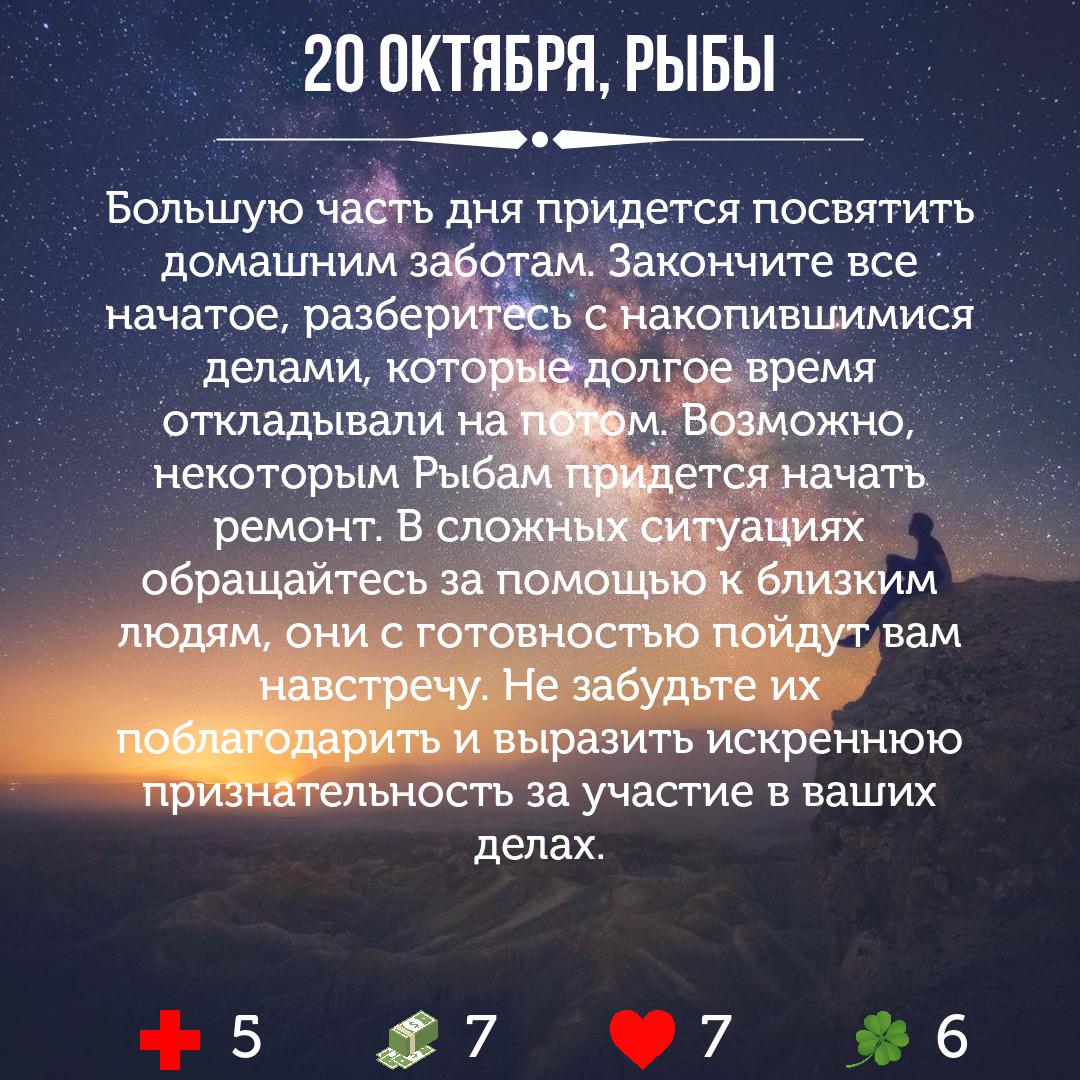 20 ОКТЯБРЯ, РЫБЫ
Большую часть дня придется посвятить
домашним заботам. Закончите все
начатое, разберитесь с накопившимися
делами, которые долгое время
откладывали на потом. Возможно,
некоторым Рыбам придется начать
ремонт. В сложных ситуациях
обращайтесь за помощью к близким
людям, они с готовностью пойдут вам
навстречу. Не забудьте их
поблагодарить и выразить искреннюю
признательность за участие в ваших
делах.
5 7 7 6